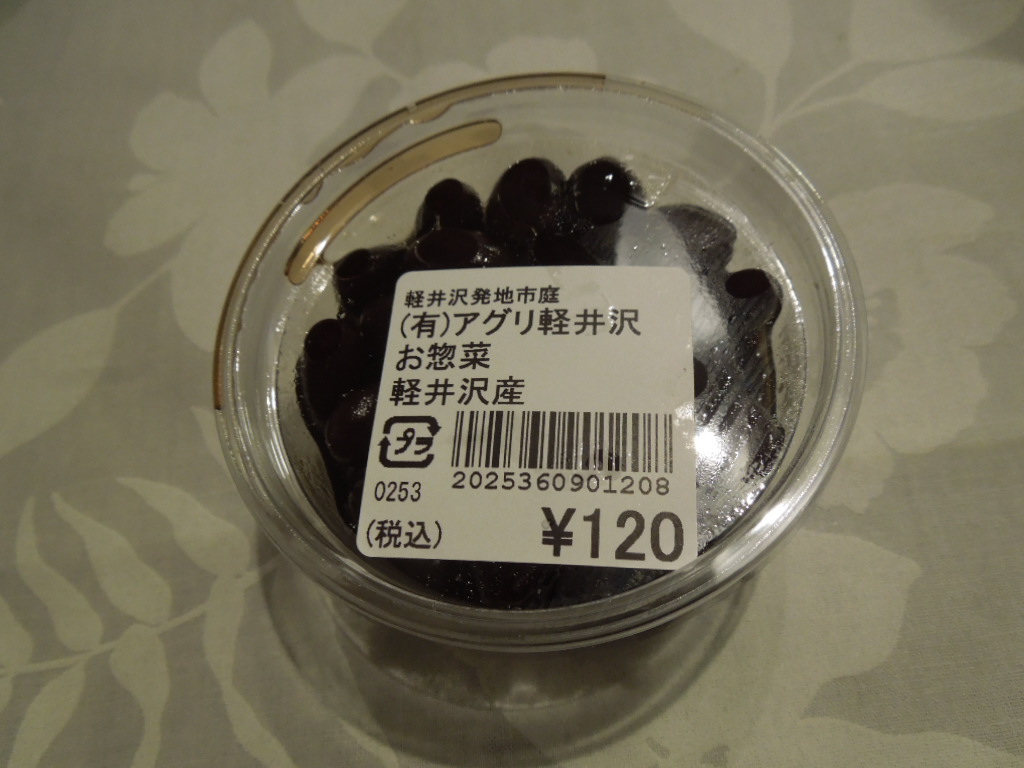 軽井沢発地市庭
(有)アグリ軽井沢
お惣菜
軽井沢産
プラ
2025360901208
0253
(税込) ¥120